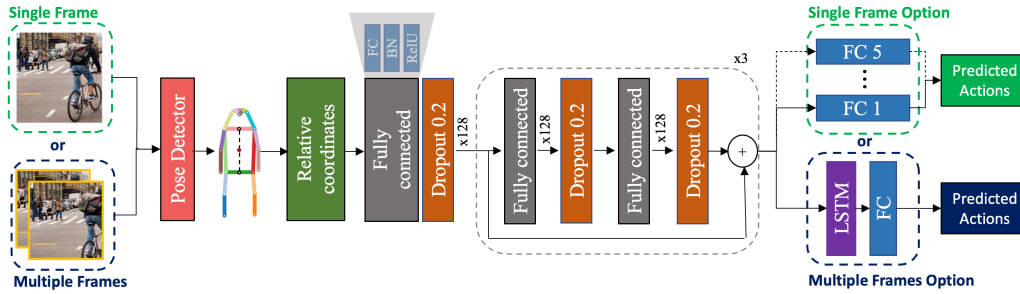 Single Frame
or
Multiple Frames
Pose Detector
Relative
coordinates
FC
BN
RelU
Fully
connected
Dropout 0.2
x128
Fully connected
x128
Dropout 0.2
Fully connected
x128
Dropout 0.2
x3
+
Single Frame Option
FC 5
FC 1
or
LSTM
FC
Multiple Frames Option
Predicted
Actions
Predicted
Actions